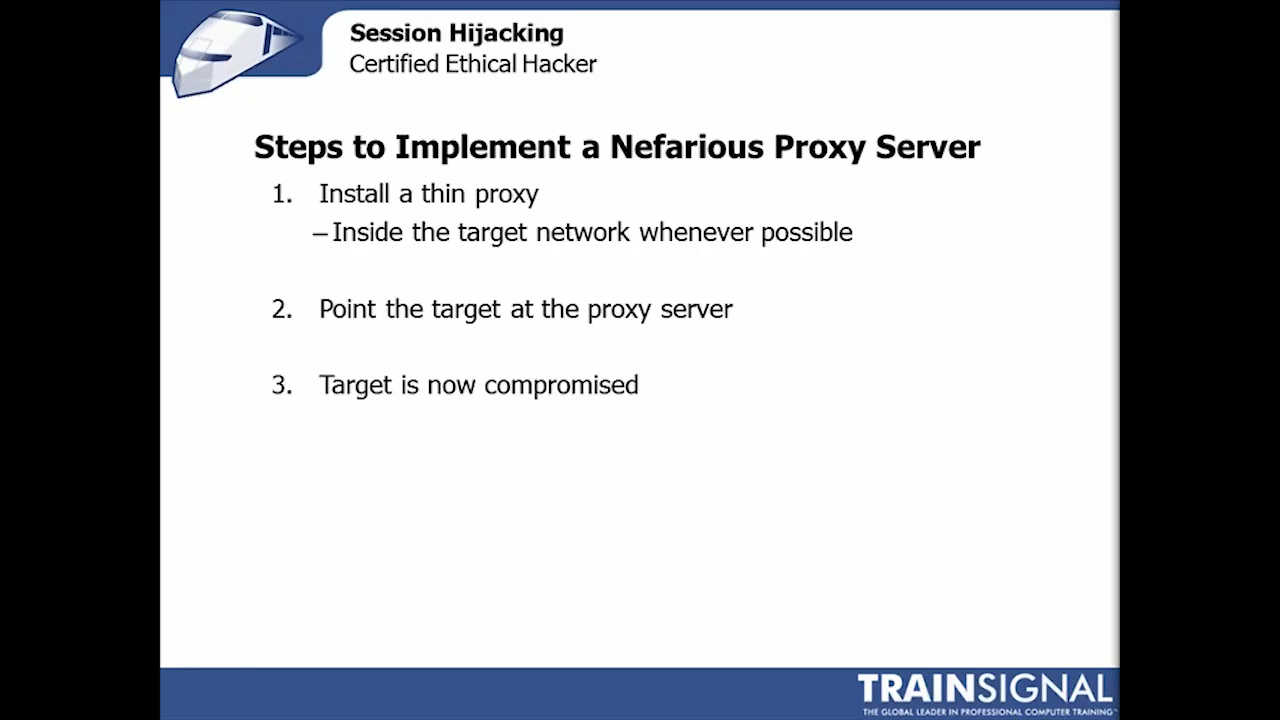 Session Hijacking
Certified Ethical Hacker
Steps to Implement a Nefarious Proxy Server
1. Install a thin proxy
– Inside the target network whenever possible
2. Point the target at the proxy server
3. Target is now compromised
TRAINSIGNAL
THE GLOBAL LEADER IN PROFESSIONAL COMPUTER TRAINING™